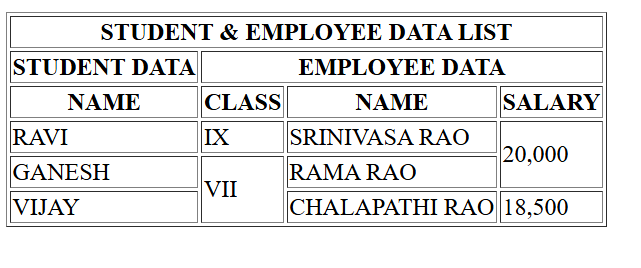 STUDENT & EMPLOYEE DATA LIST
STUDENT DATA EMPLOYEE DATA
NAME CLASS NAME SALARY
RAVI IX SRINIVASA RAO 20,000
GANESH VII RAMA RAO
VIJAY CHALAPATHI RAO 18,500